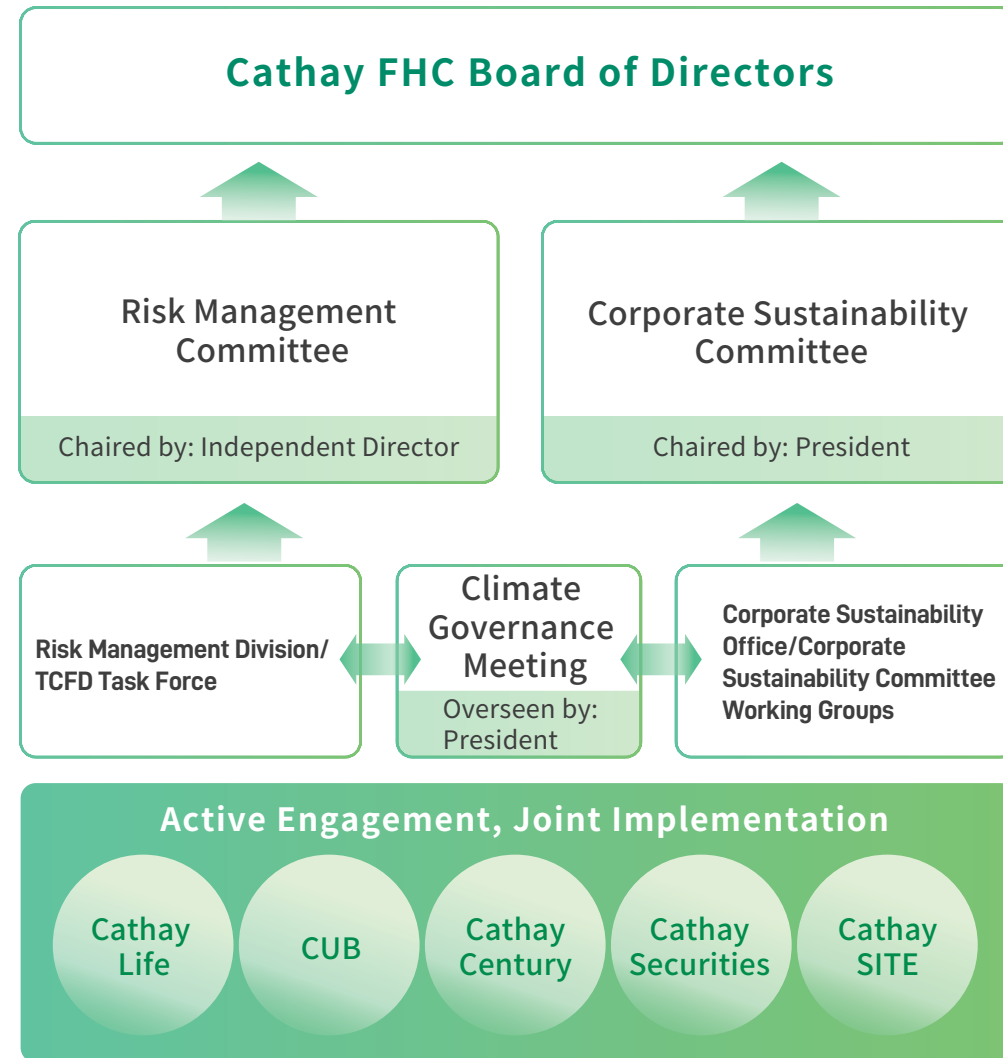 Cathay FHC Board of Directors
Risk Management
Committee
Chaired by: Independent Director
Corporate Sustainability
Committee
Chaired by: President
Risk Management Division/
TCFD Task Force
Climate
Governance
Meeting
Overseen by:
President
Corporate Sustainability
Office/Corporate
Sustainability Committee
Working Groups
Active Engagement, Joint Implementation
Cathay
Life
CUB
Cathay
Century
Cathay
Securities
Cathay
SITE